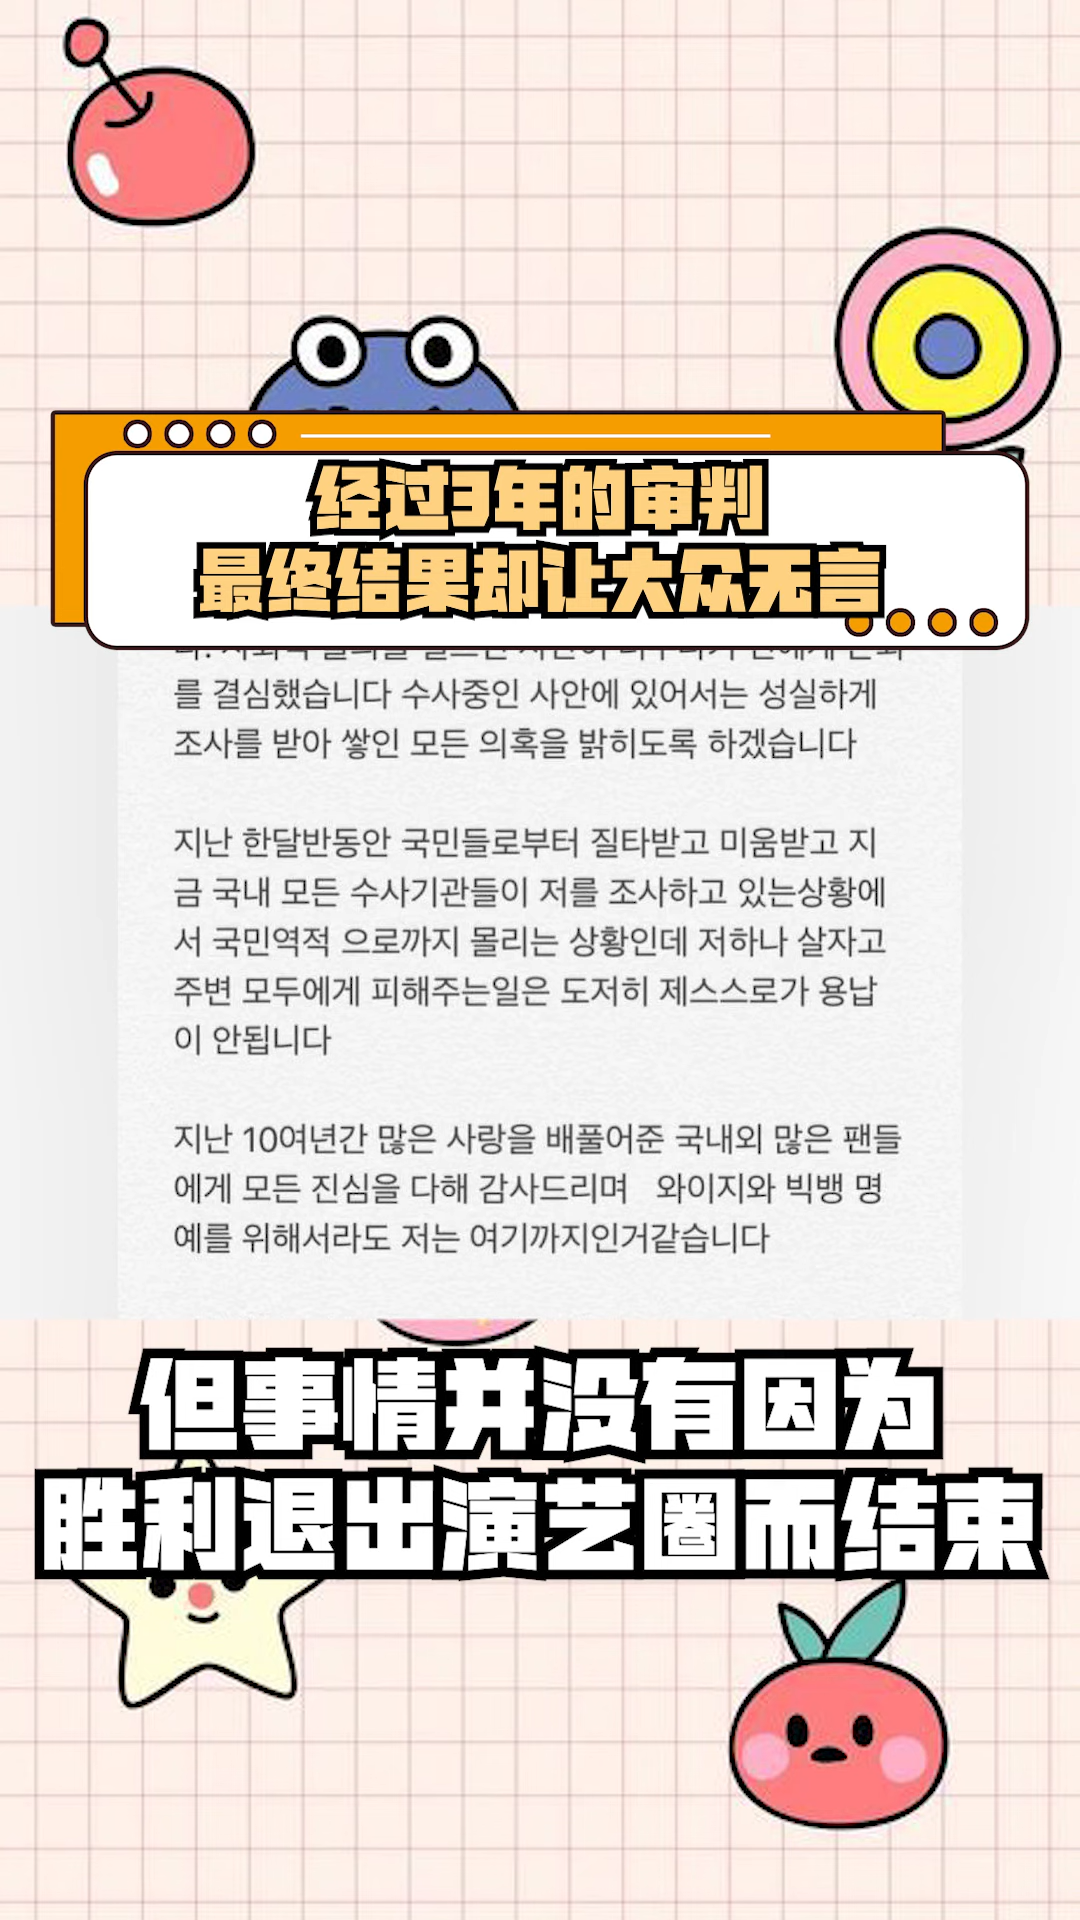 经过3年的审判
最终结果却让大众无言
를 결심했습니다 수사중인 사안에 있어서는 성실하게
조사를 받아 쌓인 모든 의혹을 밝히도록 하겠습니다
지난 한달반동안 국민들로부터 질타받고 미움받고 지
금 국내 모든 수사기관들이 저를 조사하고 있는상황에
서 국민역적 으로까지 몰리는 상황인데 저하나 살자고
주변 모두에게 피해주는일은 도저히 제스스로가 용납
이 안됩니다
지난 10여년간 많은 사랑을 배풀어준 국내외 많은 팬들
에게 모든 진심을 다해 감사드리며 와이지와 빅뱅 명
예를 위해서라도 저는 여기까지인거같습니다
但事情并没有因为
胜利退出演艺圈而结束